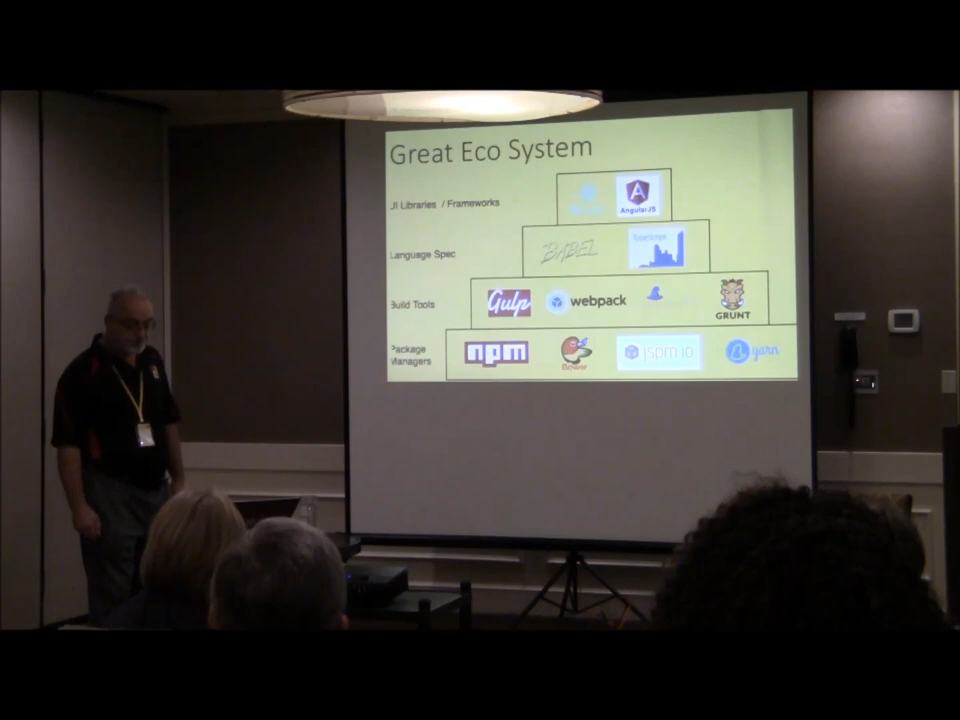 Great Eco System
JI Libraries / Frameworks
AngularJS
Language Spec
BABEL
TypeScript
Build Tools
Gulp
webpack
GRUNT
Package
Managers
npm
Bower
jspm.io
yarn